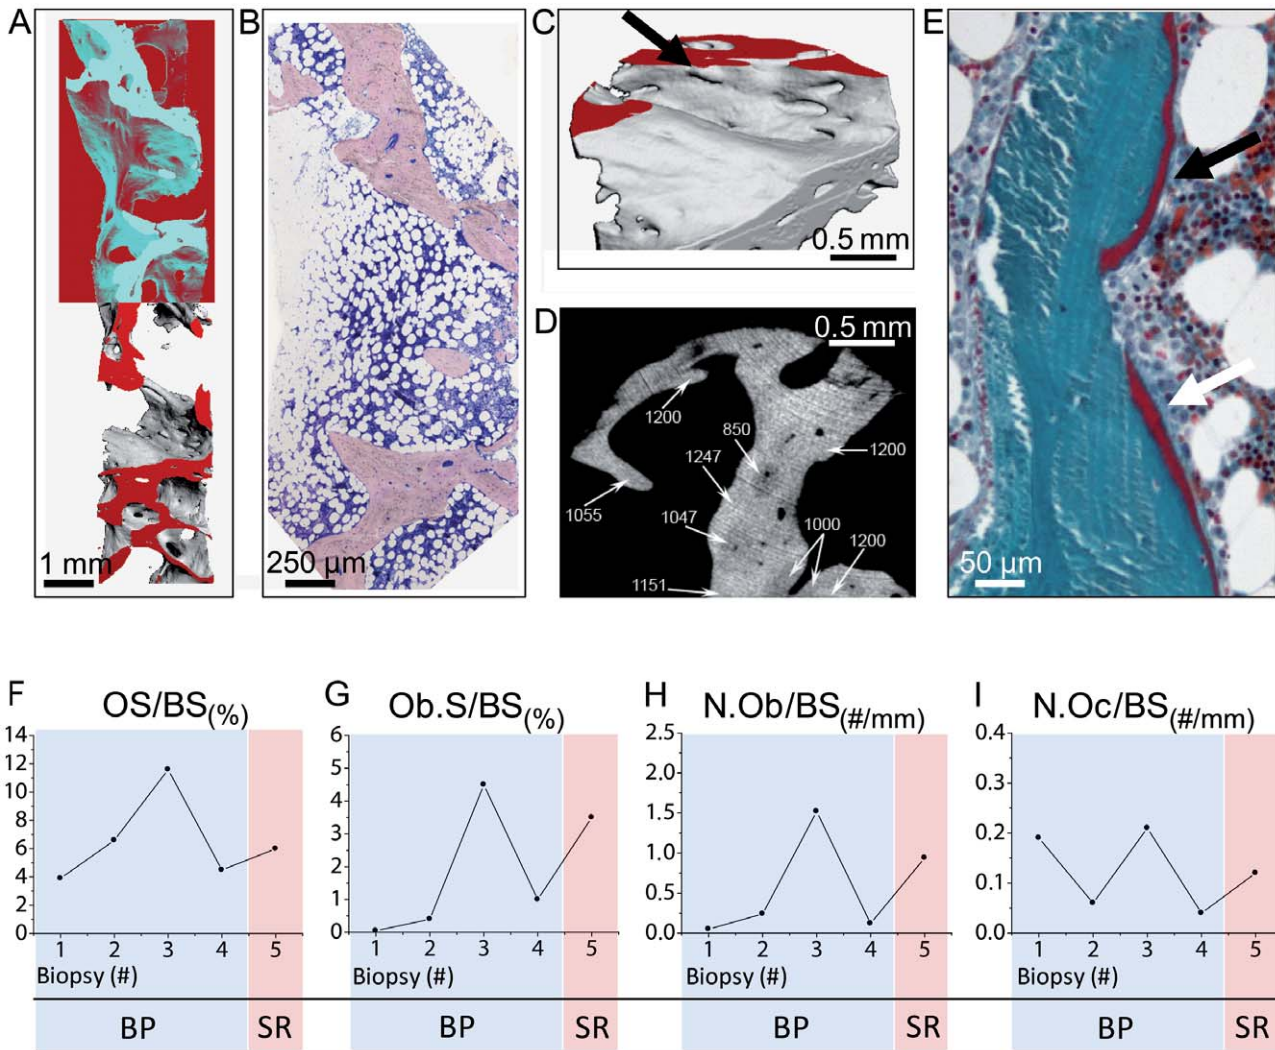 A
B
C
D
E
1 mm
250 µm
0.5 mm
0.5 mm
50 µm
1200
850
1247
1200
1055
1047
1000
1200
1151
F
OS/BS(%)
14
12
10
8
6
4
2
0
1 2 3 4 5
Biopsy (#)
BP SR
G
Ob.S/BS(%)
6
5
4
3
2
1
0
1 2 3 4 5
Biopsy (#)
BP SR
H
N.Ob/BS(#/mm)
2.5
2.0
1.5
1.0
0.5
0.0
1 2 3 4 5
Biopsy (#)
BP SR
I
N.Oc/BS(#/mm)
0.4
0.3
0.2
0.1
0.0
1 2 3 4 5
Biopsy (#)
BP SR